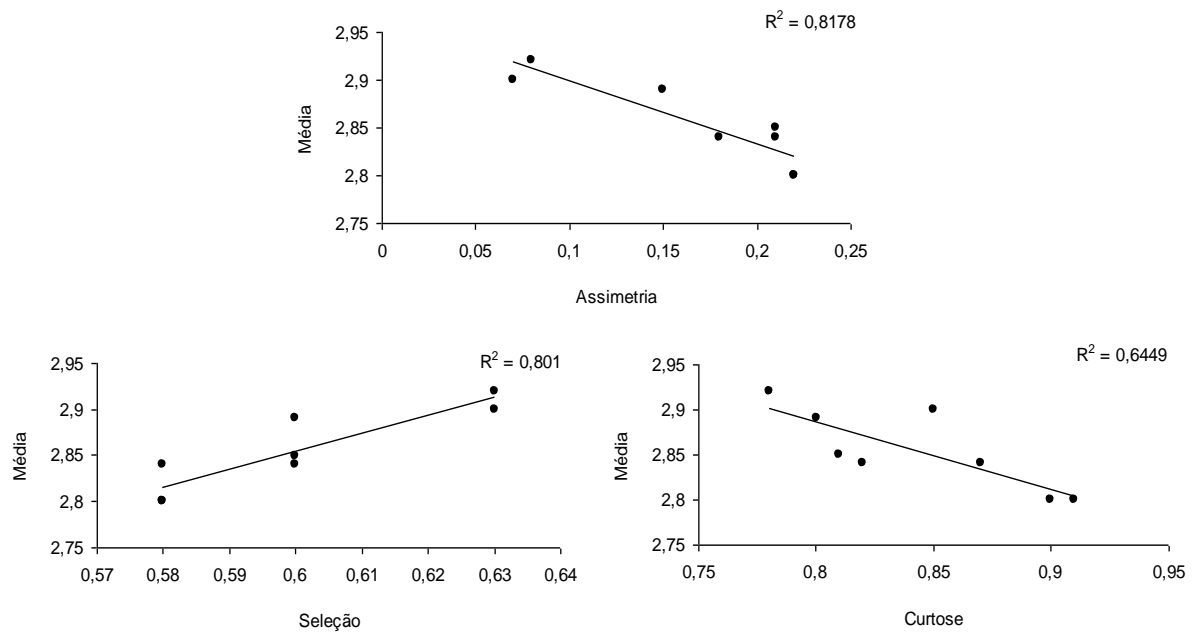 R² = 0,8178
2,95
2,9
2,85
2,8
2,75
Média
0 0,05 0,1 0,15 0,2 0,25
Assimetria
R² = 0,801
2,95
2,9
2,85
2,8
2,75
Média
0,57 0,58 0,59 0,6 0,61 0,62 0,63 0,64
Seleção
R² = 0,6449
2,95
2,9
2,85
2,8
2,75
Média
0,75 0,8 0,85 0,9 0,95
Curtose